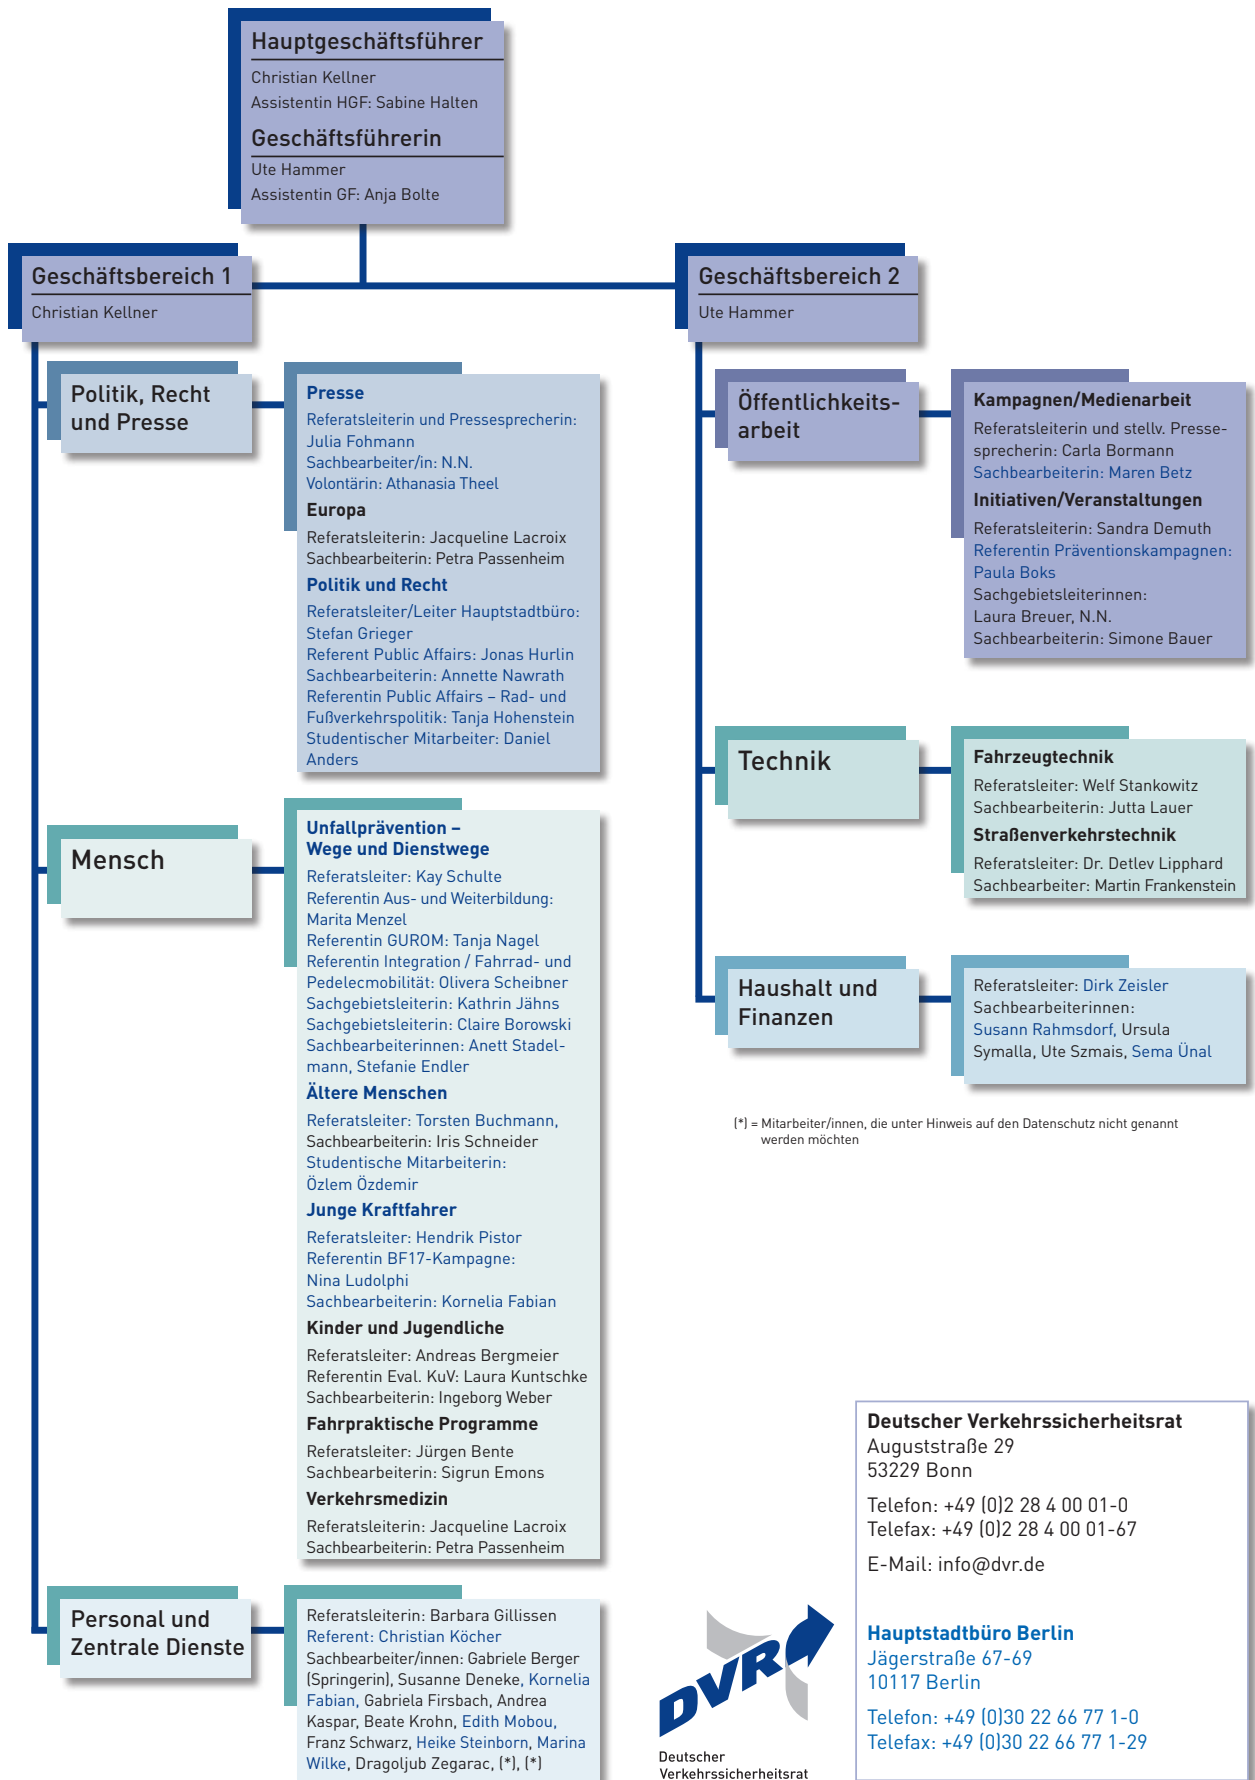 Hauptgeschäftsführer
Christian Kellner
Assistentin HGF: Sabine Halten
Geschäftsführerin
Ute Hammer
Assistentin GF: Anja Bolte
Geschäftsbereich 1
Christian Kellner
Politik, Recht
und Presse
Presse
Referatsleiterin und Pressesprecherin:
Julia Fohmann
Sachbearbeiter/in: N.N.
Volontärin: Athanasia Theel
Europa
Referatsleiterin: Jacqueline Lacroix
Sachbearbeiterin: Petra Passenheim
Politik und Recht
Referatsleiter/Leiter Hauptstadtbüro:
Stefan Grieger
Referent Public Affairs: Jonas Hurlin
Sachbearbeiterin: Annette Nawrath
Referentin Public Affairs – Rad- und
Fußverkehrspolitik: Tanja Hohenstein
Studentischer Mitarbeiter: Daniel
Anders
Mensch
Unfallprävention –
Wege und Dienstwege
Referatsleiter: Kay Schulte
Referentin Aus- und Weiterbildung:
Marita Menzel
Referentin GUROM: Tanja Nagel
Referentin Integration / Fahrrad- und
Pedelecmobilität: Olivera Scheibner
Sachgebietsleiterin: Kathrin Jähns
Sachgebietsleiterin: Claire Borowski
Sachbearbeiterinnen: Anett Stadel-
mann, Stefanie Endler
Ältere Menschen
Referatsleiter: Torsten Buchmann,
Sachbearbeiterin: Iris Schneider
Studentische Mitarbeiterin:
Özlem Özdemir
Junge Kraftfahrer
Referatsleiter: Hendrik Pistor
Referentin BF17-Kampagne:
Nina Ludolphi
Sachbearbeiterin: Kornelia Fabian
Kinder und Jugendliche
Referatsleiter: Andreas Bergmeier
Referentin Eval. KuV: Laura Kuntschke
Sachbearbeiterin: Ingeborg Weber
Fahrpraktische Programme
Referatsleiter: Jürgen Bente
Sachbearbeiterin: Sigrun Emons
Verkehrsmedizin
Referatsleiterin: Jacqueline Lacroix
Sachbearbeiterin: Petra Passenheim
Personal und
Zentrale Dienste
Referatsleiterin: Barbara Gillissen
Referent: Christian Köcher
Sachbearbeiter/innen: Gabriele Berger
(Springerin), Susanne Deneke, Kornelia
Fabian, Gabriela Firsbach, Andrea
Kaspar, Beate Krohn, Edith Mobou,
Franz Schwarz, Heike Steinborn, Marina
Wilke, Dragoljub Zegarac, (*), (*)
Geschäftsbereich 2
Ute Hammer
Öffentlichkeits-
arbeit
Kampagnen/Medienarbeit
Referatsleiterin und stellv. Presse-
sprecherin: Carla Bormann
Sachbearbeiterin: Maren Betz
Initiativen/Veranstaltungen
Referatsleiterin: Sandra Demuth
Referentin Präventionskampagnen:
Paula Boks
Sachgebietsleiterinnen:
Laura Breuer, N.N.
Sachbearbeiterin: Simone Bauer
Technik
Fahrzeugtechnik
Referatsleiter: Welf Stankowitz
Sachbearbeiterin: Jutta Lauer
Straßenverkehrstechnik
Referatsleiter: Dr. Detlev Lipphard
Sachbearbeiter: Martin Frankenstein
Haushalt und
Finanzen
Referatsleiter: Dirk Zeisler
Sachbearbeiterinnen:
Susann Rahmsdorf, Ursula
Symalla, Ute Szmais, Sema Ünal
(*) = Mitarbeiter/innen, die unter Hinweis auf den Datenschutz nicht genannt
werden möchten
DVR
Deutscher
Verkehrssicherheitsrat
Deutscher Verkehrssicherheitsrat
Auguststraße 29
53229 Bonn
Telefon: +49 (0)2 28 4 00 01-0
Telefax: +49 (0)2 28 4 00 01-67
E-Mail: info@dvr.de
Hauptstadtbüro Berlin
Jägerstraße 67-69
10117 Berlin
Telefon: +49 (0)30 22 66 77 1-0
Telefax: +49 (0)30 22 66 77 1-29